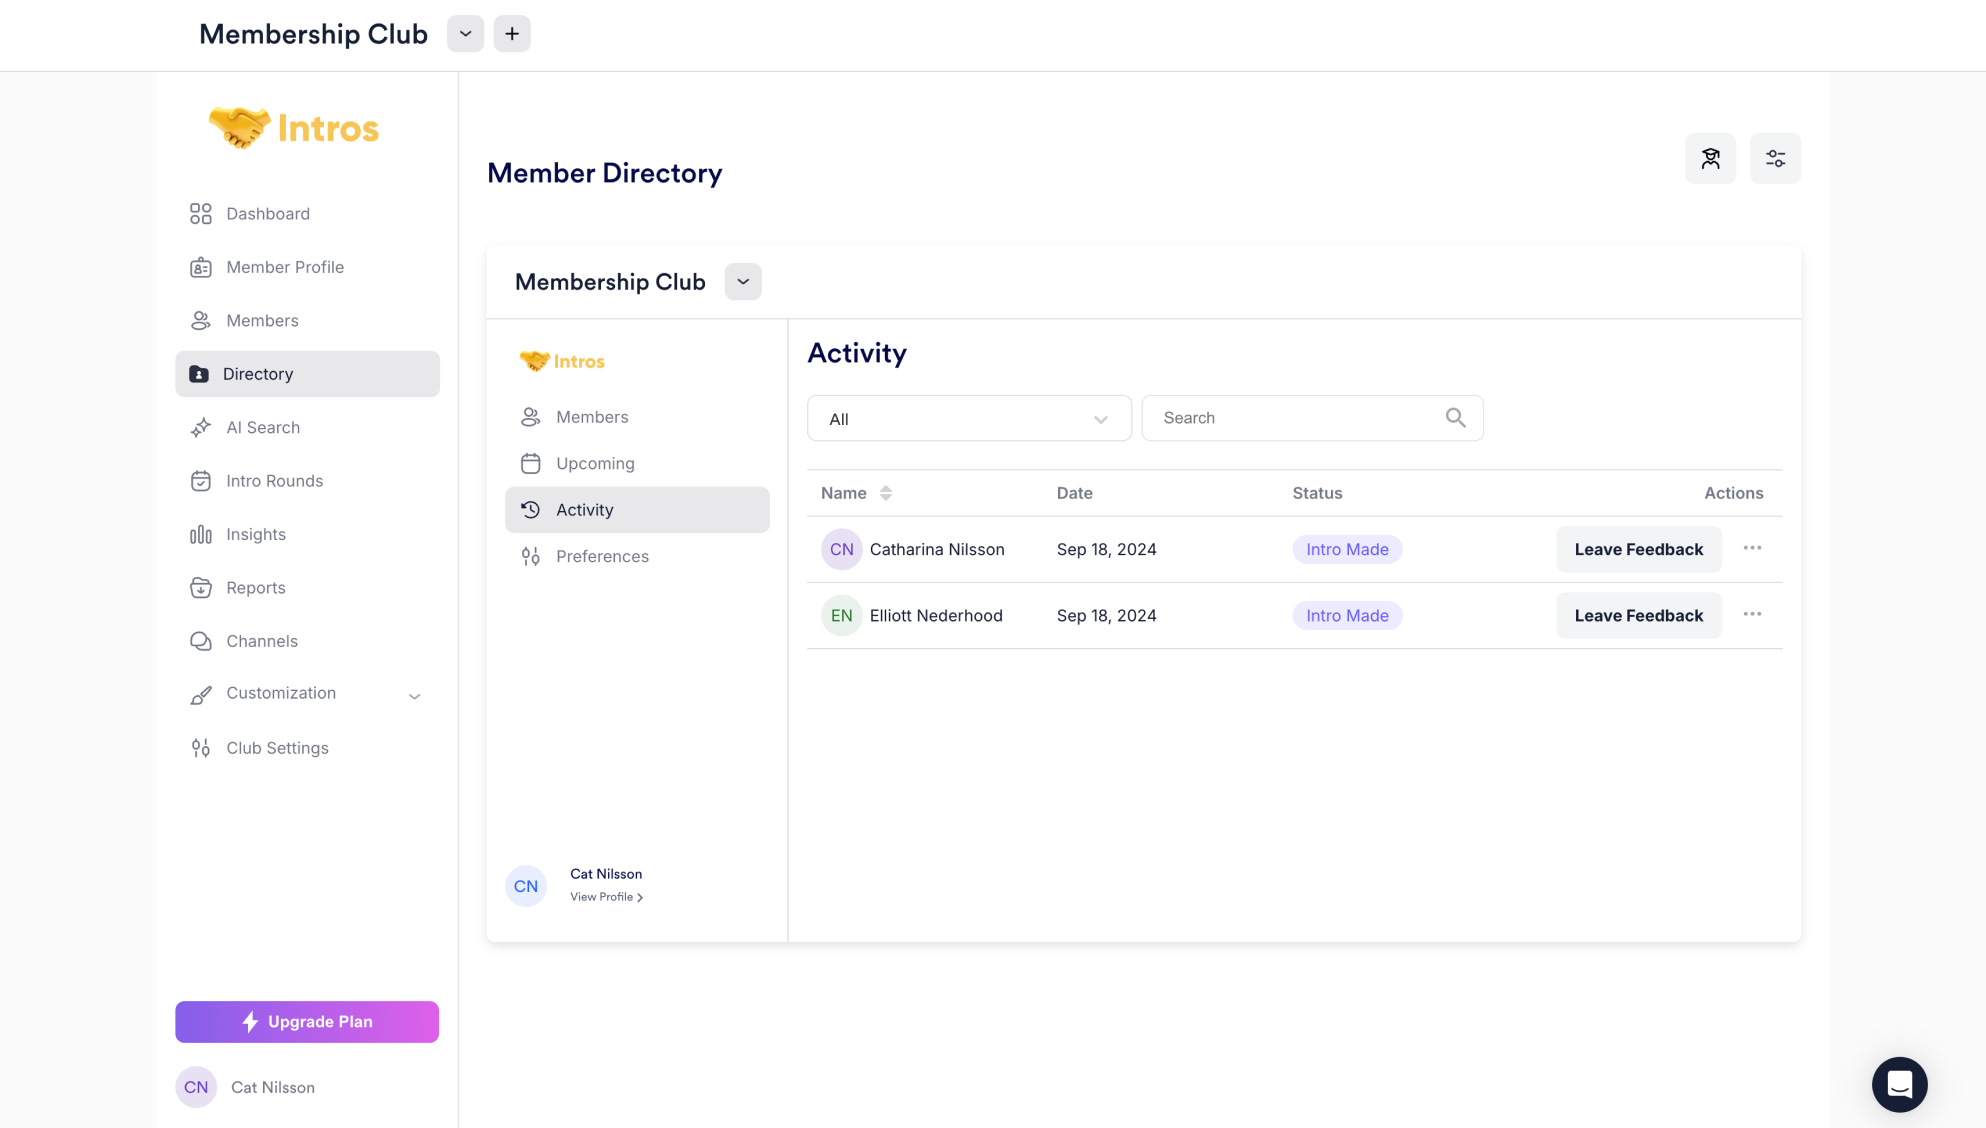 Membership Club
Intros
Dashboard
Member Profile
Members
Directory
AI Search
Intro Rounds
Insights
Reports
Channels
Customization
Club Settings
Upgrade Plan
CN Cat Nilsson
Member Directory
Membership Club
Intros
Members
Upcoming
Activity
Preferences
CN Cat Nilsson
View Profile
Activity
All Search
Name Date Status Actions
CN Catharina Nilsson Sep 18, 2024 Intro Made Leave Feedback
EN Elliott Nederhood Sep 18, 2024 Intro Made Leave Feedback